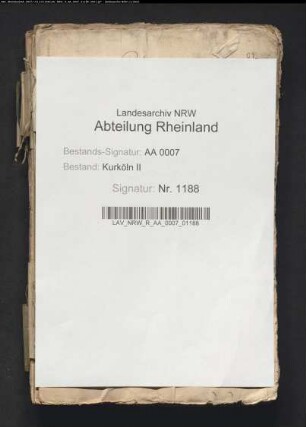 Landesarchiv NRW
Abteilung Rheinland
Bestands-Signatur: AA 0007
Bestand: Kurköln II
Signatur: Nr. 1188
LAV_NRW_R_AA_0007_01188